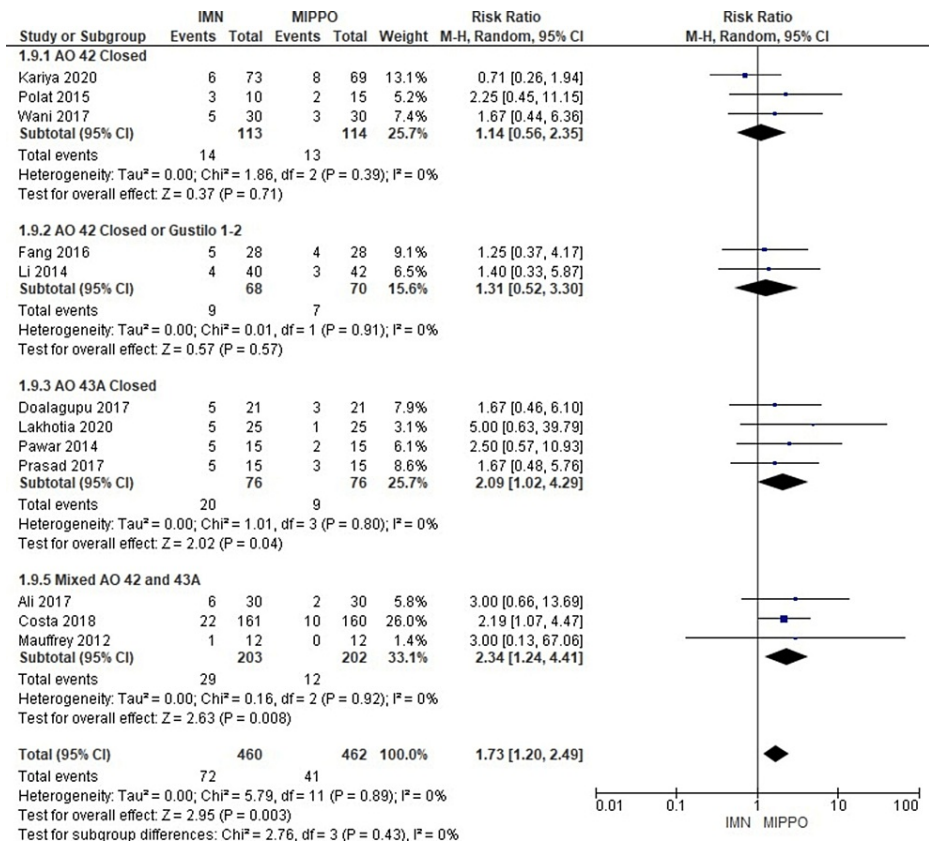 IMN MIPPO Risk Ratio Risk Ratio
Study or Subgroup Events Total Events Total Weight M-H, Random, 95% CI M-H, Random, 95% CI
1.9.1 AO 42 Closed
Kariya 2020 6 73 8 69 13.1% 0.71 [0.26, 1.94]
Polat 2015 3 10 2 15 5.2% 2.25 [0.45, 11.15]
Wani 2017 5 30 3 30 7.4% 1.67 [0.44, 6.36]
Subtotal (95% CI) 113 114 25.7% 1.14 [0.56, 2.35]
Total events 14 13
Heterogeneity: Tau² = 0.00; Chi² = 1.86, df = 2 (P = 0.39); I² = 0%
Test for overall effect: Z = 0.37 (P = 0.71)
1.9.2 AO 42 Closed or Gustilo 1-2
Fang 2016 5 28 4 28 9.1% 1.25 [0.37, 4.17]
Li 2014 4 40 3 42 6.5% 1.40 [0.33, 5.87]
Subtotal (95% CI) 68 70 15.6% 1.31 [0.52, 3.30]
Total events 9 7
Heterogeneity: Tau² = 0.00; Chi² = 0.01, df = 1 (P = 0.91); I² = 0%
Test for overall effect: Z = 0.57 (P = 0.57)
1.9.3 AO 43A Closed
Doalagupu 2017 5 21 3 21 7.9% 1.67 [0.46, 6.10]
Lakhotia 2020 5 25 1 25 3.1% 5.00 [0.63, 39.79]
Pawar 2014 5 15 2 15 6.1% 2.50 [0.57, 10.93]
Prasad 2017 5 15 3 15 8.6% 1.67 [0.48, 5.76]
Subtotal (95% CI) 76 76 25.7% 2.09 [1.02, 4.29]
Total events 20 9
Heterogeneity: Tau² = 0.00; Chi² = 1.01, df = 3 (P = 0.80); I² = 0%
Test for overall effect: Z = 2.02 (P = 0.04)
1.9.5 Mixed AO 42 and 43A
Ali 2017 6 30 2 30 5.8% 3.00 [0.66, 13.69]
Costa 2018 22 161 10 160 26.0% 2.19 [1.07, 4.47]
Mauffrey 2012 1 12 0 12 1.4% 3.00 [0.13, 67.06]
Subtotal (95% CI) 203 202 33.1% 2.34 [1.24, 4.41]
Total events 29 12
Heterogeneity: Tau² = 0.00; Chi² = 0.16, df = 2 (P = 0.92); I² = 0%
Test for overall effect: Z = 2.63 (P = 0.008)
Total (95% CI) 460 462 100.0% 1.73 [1.20, 2.49]
Total events 72 41
Heterogeneity: Tau² = 0.00; Chi² = 5.79, df = 11 (P = 0.89); I² = 0%
Test for overall effect: Z = 2.95 (P = 0.003)
Test for subgroup differences: Chi² = 2.76, df = 3 (P = 0.43), I² = 0%
0.01 0.1 1 10 100
IMN MIPPO